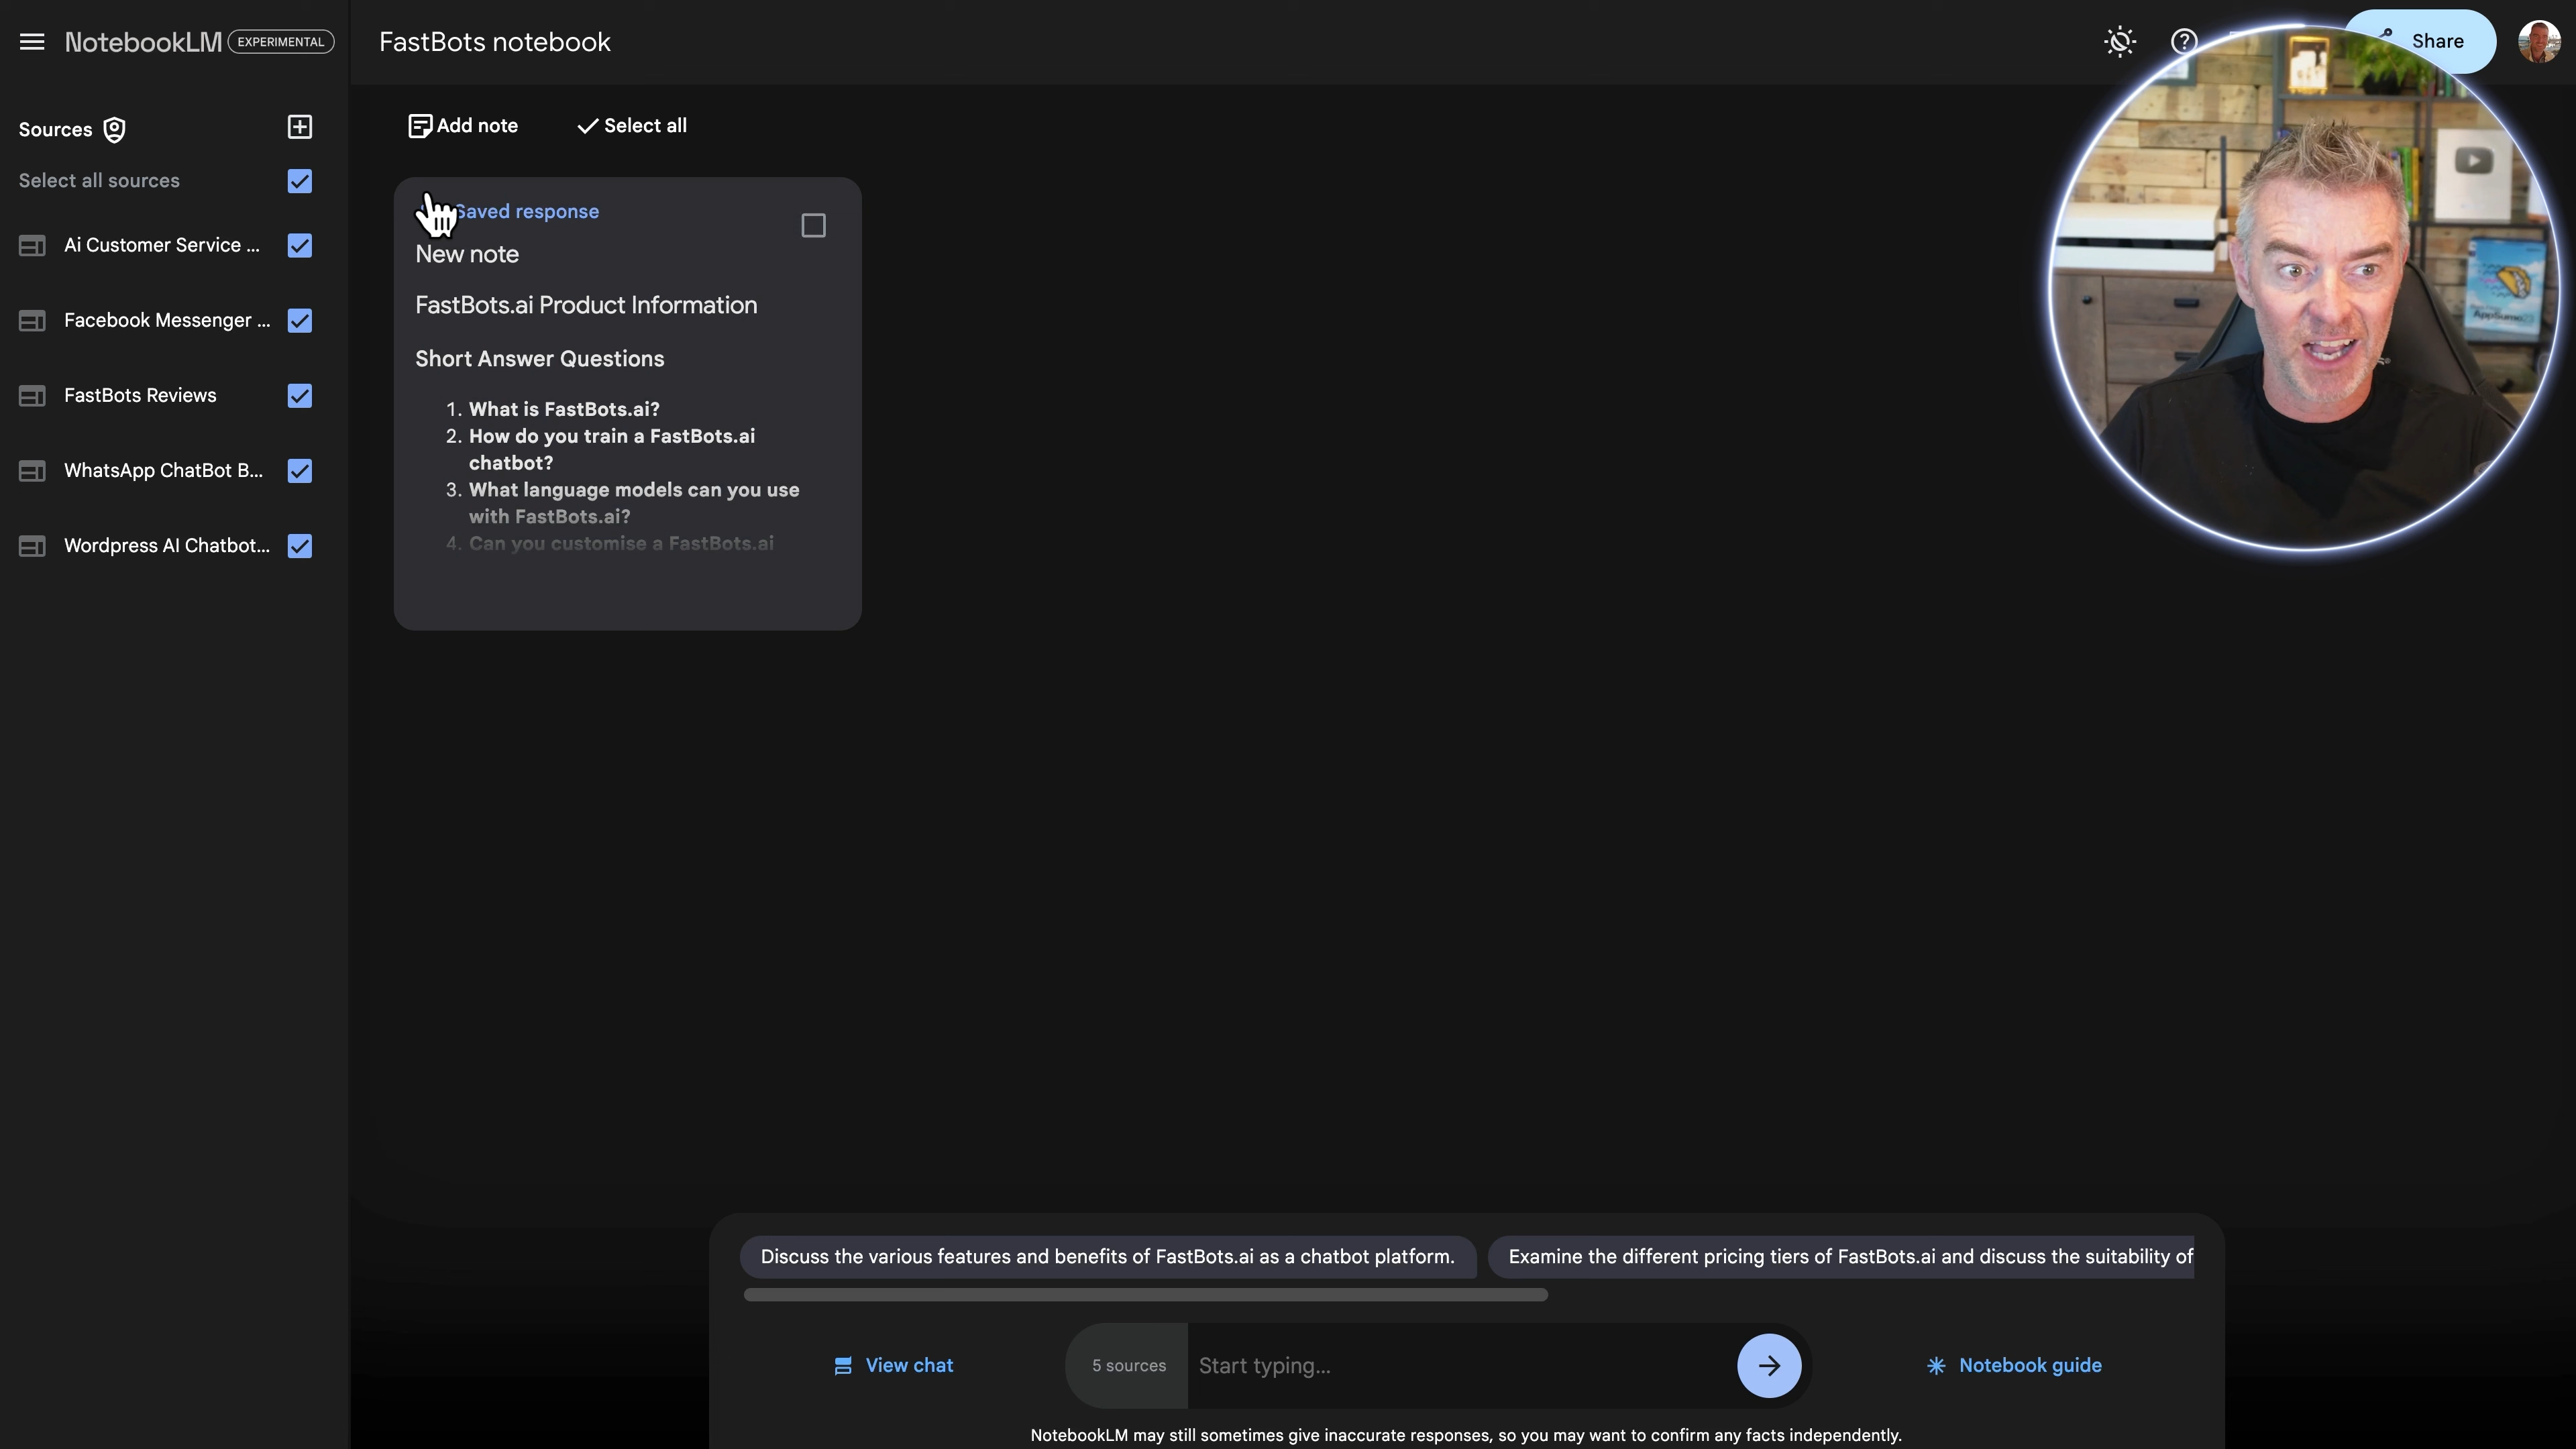 NotebookLM EXPERIMENTAL
FastBots notebook
Share
Sources
Select all sources
Ai Customer Service ...
Facebook Messenger ...
FastBots Reviews
WhatsApp ChatBot B...
Wordpress AI Chatbot...
Add note
Select all
Saved response
New note
FastBots.ai Product Information
Short Answer Questions
1. What is FastBots.ai?
2. How do you train a FastBots.ai
chatbot?
3. What language models can you use
with FastBots.ai?
4. Can you customise a FastBots.ai
Discuss the various features and benefits of FastBots.ai as a chatbot platform.
Examine the different pricing tiers of FastBots.ai and discuss the suitability of
View chat
5 sources
Start typing...
Notebook guide
NotebookLM may still sometimes give inaccurate responses, so you may want to confirm any facts independently.